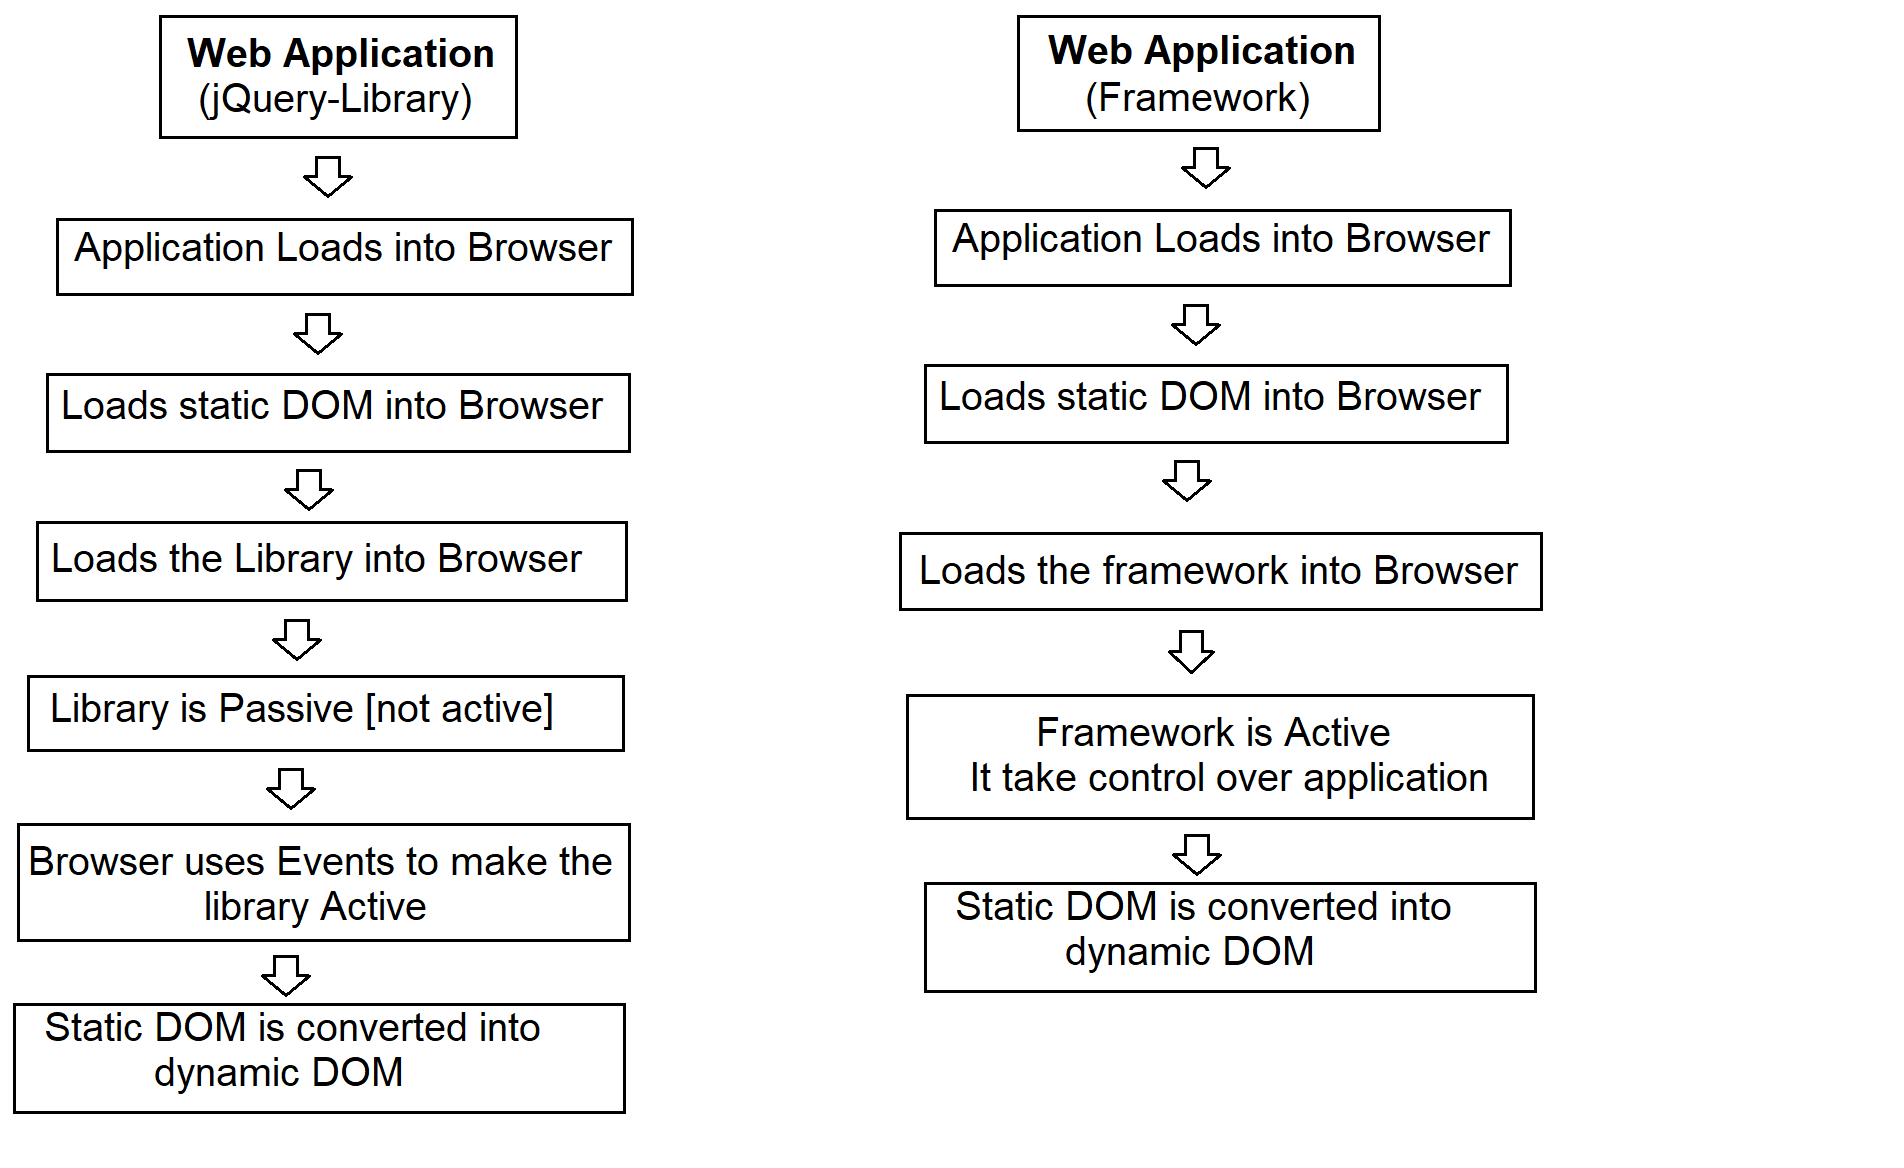 Web Application
(jQuery-Library)
Application Loads into Browser
Loads static DOM into Browser
Loads the Library into Browser
Library is Passive [not active]
Browser uses Events to make the
library Active
Static DOM is converted into
dynamic DOM
Web Application
(Framework)
Application Loads into Browser
Loads static DOM into Browser
Loads the framework into Browser
Framework is Active
It take control over application
Static DOM is converted into
dynamic DOM